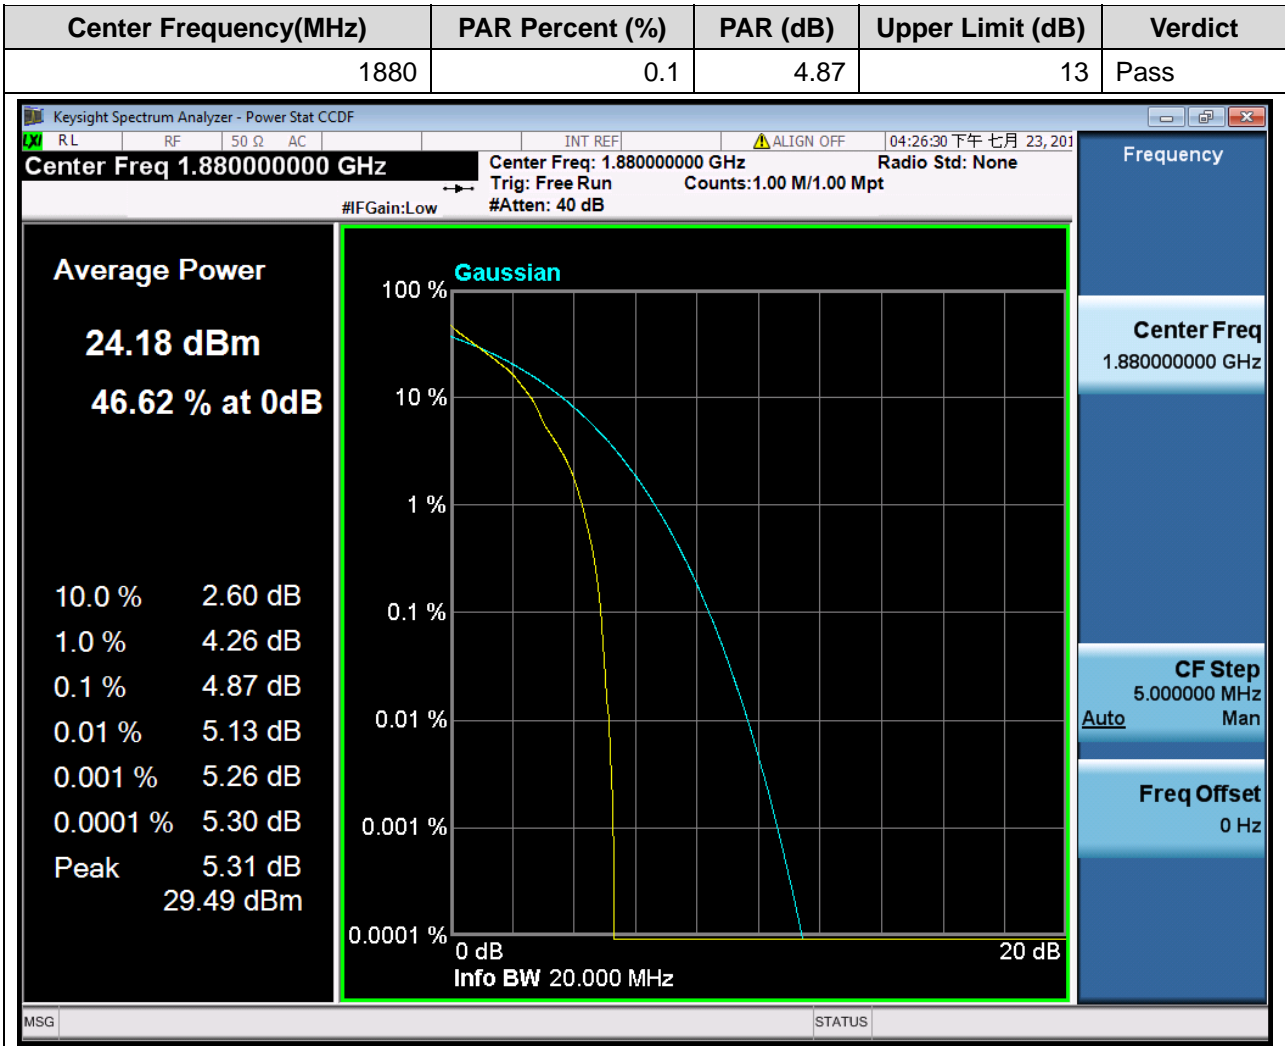 Center Frequency(MHz) PAR Percent (%) PAR (dB) Upper Limit (dB) Verdict
1880 0.1 4.87 13 Pass
Keysight Spectrum Analyzer - Power Stat CCDF
LXI RL RF 50 Ω AC INT REF ALIGN OFF 04:26:30 下午 七月 23, 201
Center Freq 1.880000000 GHz
#IFGain:Low
Center Freq: 1.880000000 GHz Radio Std: None
Trig: Free Run Counts:1.00 M/1.00 Mpt
#Atten: 40 dB
Average Power
24.18 dBm
46.62 % at 0dB
10.0 % 2.60 dB
1.0 % 4.26 dB
0.1 % 4.87 dB
0.01 % 5.13 dB
0.001 % 5.26 dB
0.0001 % 5.30 dB
Peak 5.31 dB
29.49 dBm
Gaussian
100 %
10 %
1 %
0.1 %
0.01 %
0.001 %
0.0001 %
0 dB 20 dB
Info BW 20.000 MHz
Frequency
Center Freq
1.880000000 GHz
CF Step
5.000000 MHz
Auto Man
Freq Offset
0 Hz
MSG STATUS